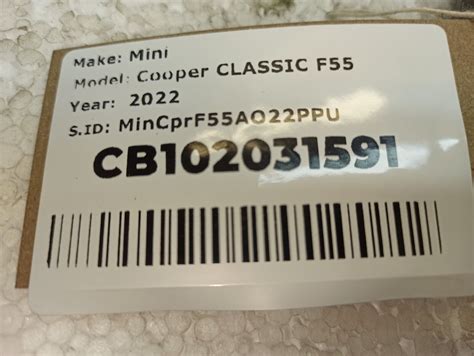 Make: Mini
Model: Cooper CLASSIC F55
Year: 2022
S.ID: MinCprF55AO22PPU
CB102031591